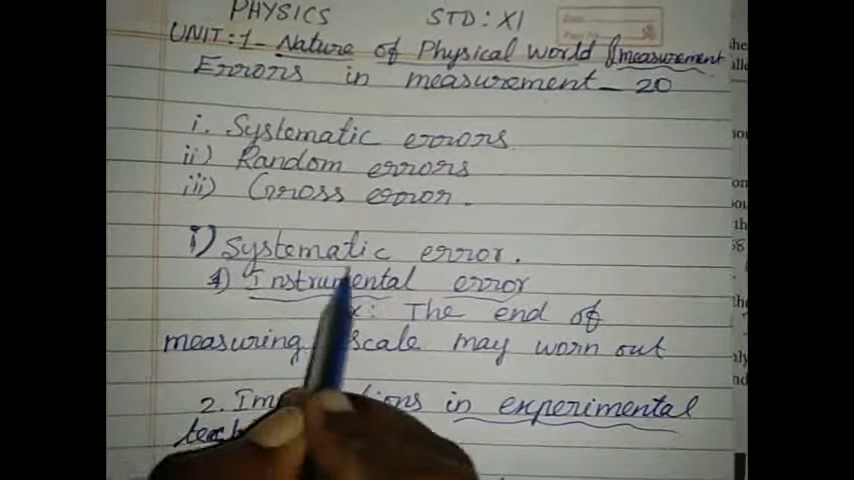 PHYSICS STD: XI
UNIT: 1- Nature of Physical world & measurement
Errors in measurement - 20
i. Systematic errors
ii) Random errors
iii) Gross error.
i) Systematic error.
1) Instrumental error
: The end of
measuring scale may worn out
2. in experimental